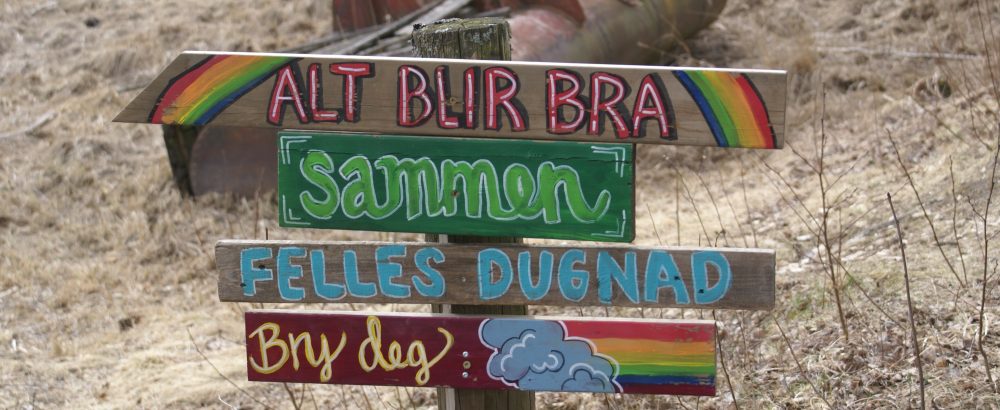 ALT BLIR BRA
Sammen
FELLES DUGNAD
Bry deg